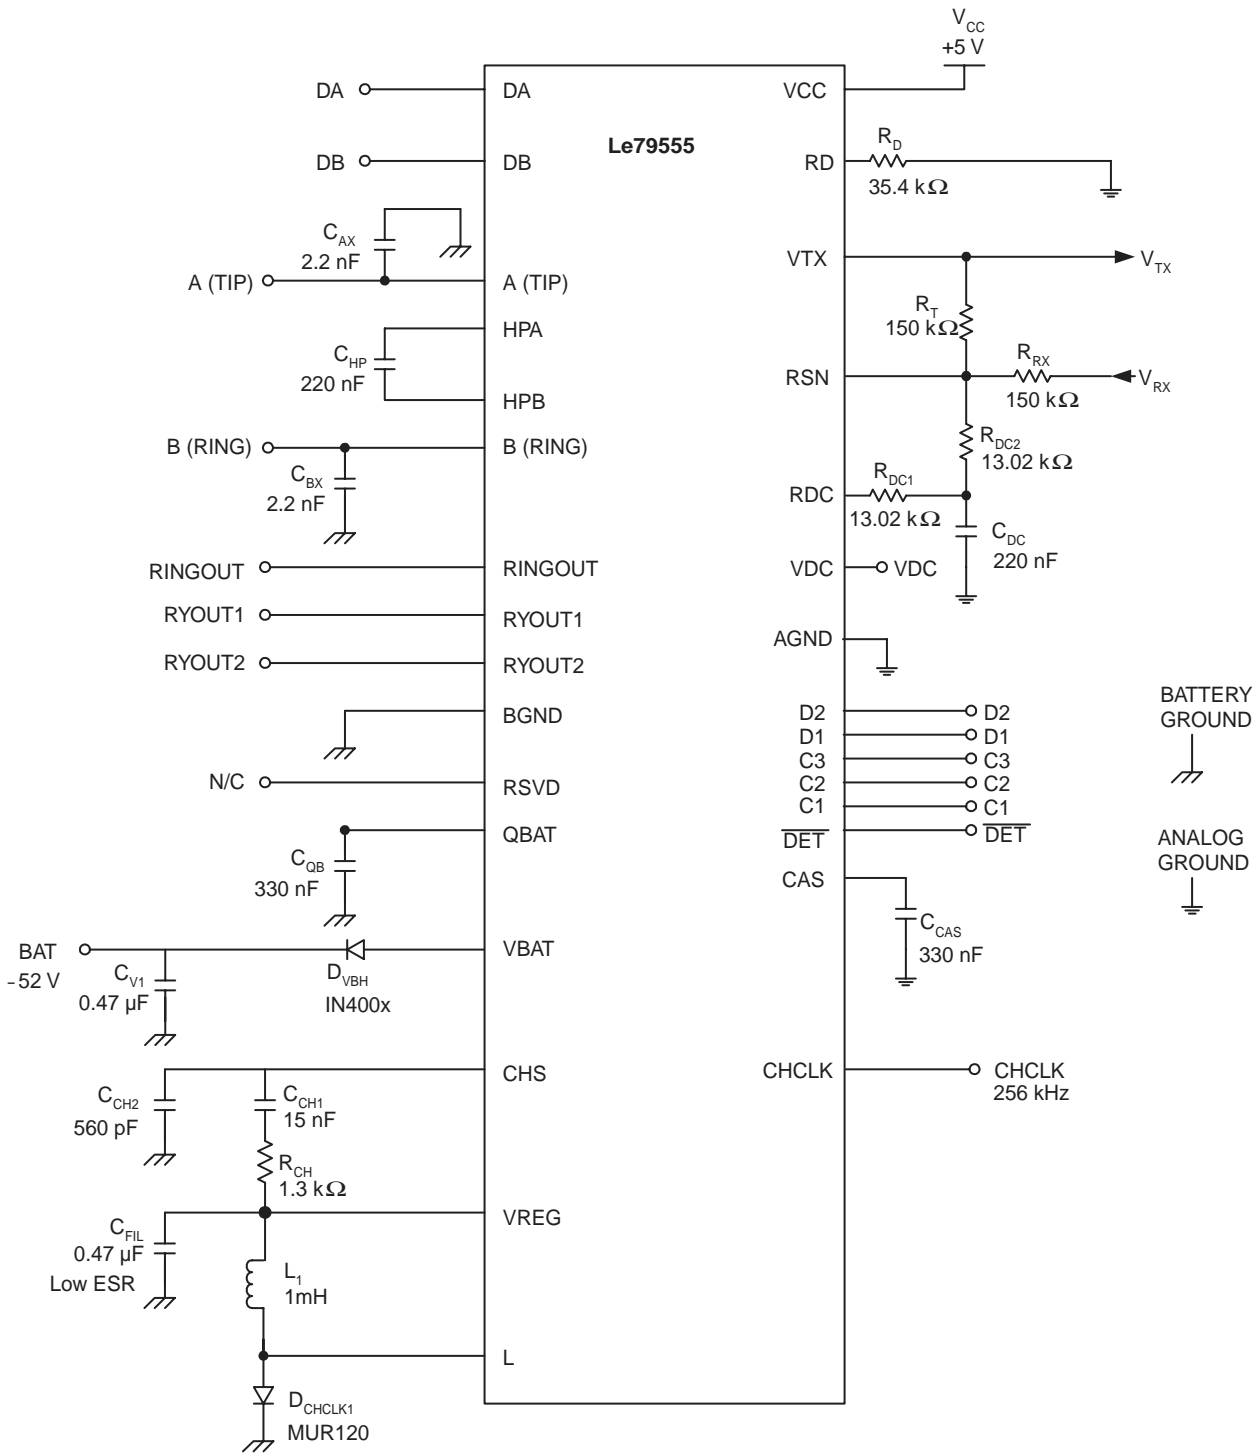 V_CC
+5 V
Le79555
DA
DA
VCC
DB
DB
RD
R_D
35.4 kΩ
C_AX
2.2 nF
A (TIP)
A (TIP)
VTX
V_TX
R_T
150 kΩ
HPA
C_HP
220 nF
HPB
RSN
R_RX
150 kΩ
V_RX
B (RING)
B (RING)
C_BX
2.2 nF
R_DC2
13.02 kΩ
RDC
R_DC1
13.02 kΩ
C_DC
220 nF
RINGOUT
RINGOUT
VDC
VDC
RYOUT1
RYOUT1
AGND
RYOUT2
RYOUT2
BGND
D2
D2
D1
D1
C3
C3
C2
C2
C1
C1
DET
DET
BATTERY
GROUND
N/C
RSVD
QBAT
C_QB
330 nF
ANALOG
GROUND
CAS
C_CAS
330 nF
BAT
-52 V
VBAT
C_V1
0.47 µF
D_VBH
IN400x
CHS
CHCLK
CHCLK
256 kHz
C_CH2
560 pF
C_CH1
15 nF
R_CH
1.3 kΩ
VREG
C_FIL
0.47 µF
Low ESR
L_1
1mH
L
D_CHCLK1
MUR120